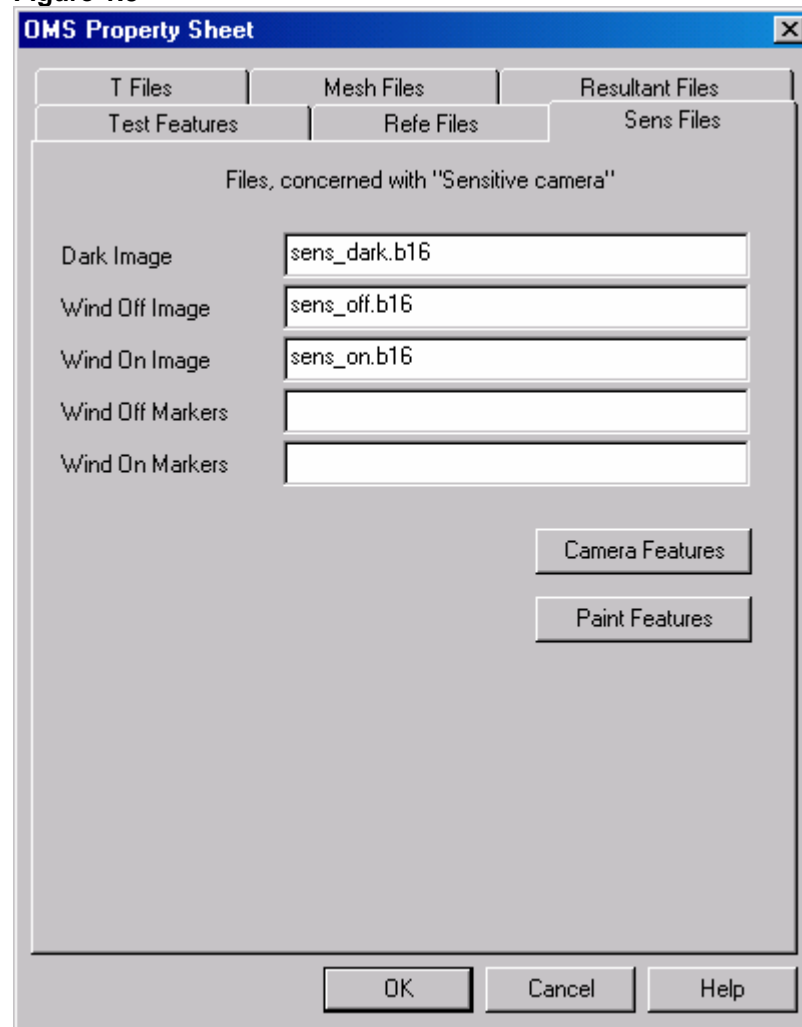 OMS Property Sheet
T Files Mesh Files Resultant Files
Test Features Refe Files Sens Files
Files, concerned with "Sensitive camera"
Dark Image sens_dark.b16
Wind Off Image sens_off.b16
Wind On Image sens_on.b16
Wind Off Markers
Wind On Markers
Camera Features
Paint Features
OK Cancel Help